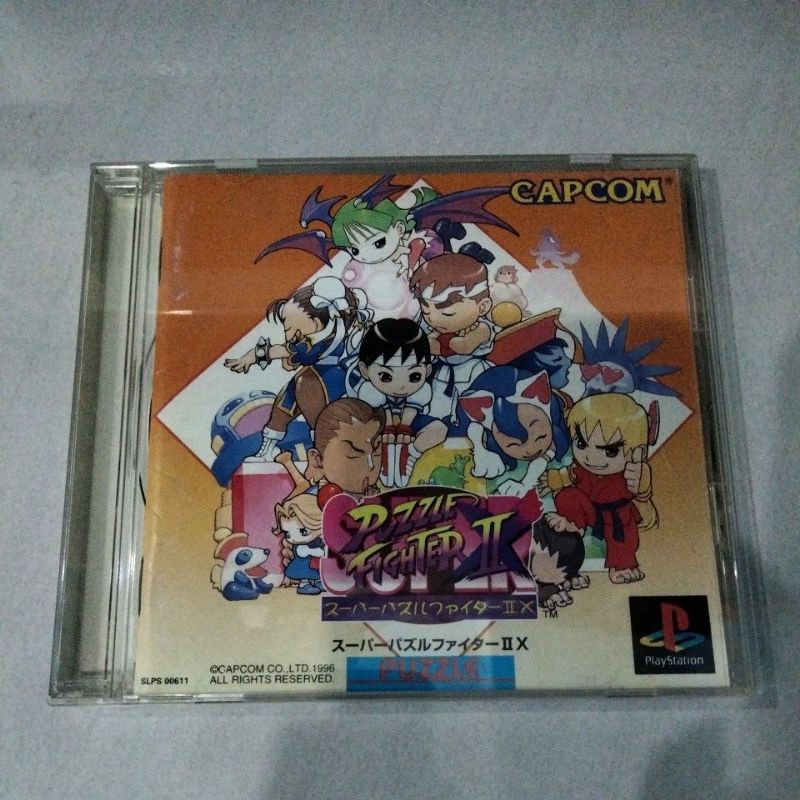 CAPCOM
SUPER
PUZZLE
FIGHTER II X
スーパーパズルファイターII X
TM
スーパーパズルファイターII X
©CAPCOM CO.,LTD.1996
ALL RIGHTS RESERVED.
SLPS 00611
PUZZLE
PlayStation